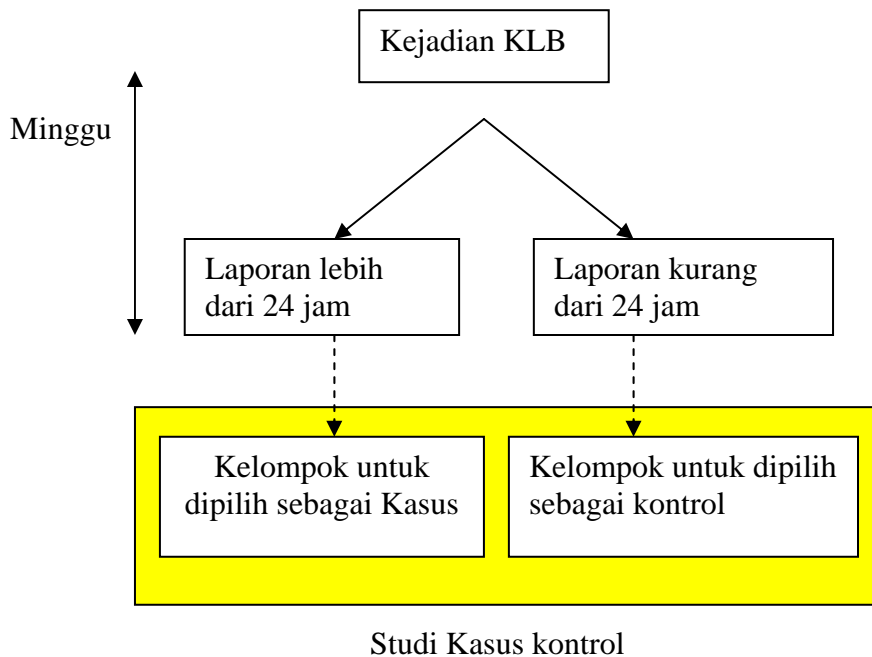 Kejadian KLB
Minggu
Laporan lebih
dari 24 jam
Laporan kurang
dari 24 jam
Kelompok untuk
dipilih sebagai Kasus
Kelompok untuk dipilih
sebagai kontrol
Studi Kasus kontrol